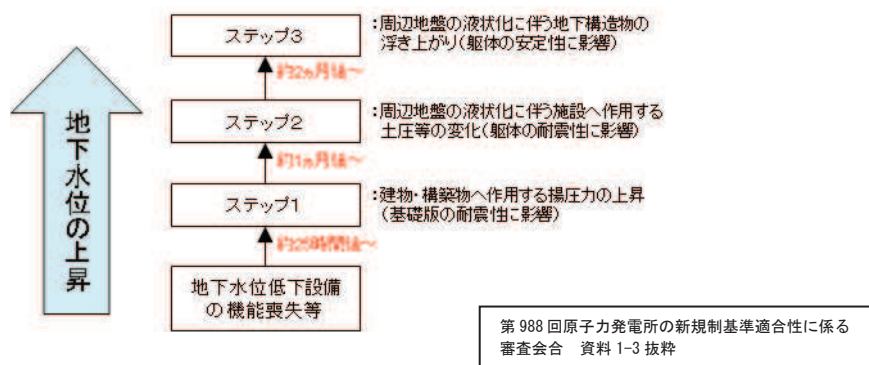 ステップ3
:周辺地盤の液状化に伴う地下構造物の
浮き上がり(躯体の安定性に影響)
約2ヵ月後～
ステップ2
:周辺地盤の液状化に伴う施設へ作用する
土圧等の変化(躯体の耐震性に影響)
約1ヵ月後～
ステップ1
:建物・構築物へ作用する揚圧力の上昇
(基礎版の耐震性に影響)
約25時間後～
地下水位低下設備
の機能喪失等
地下水位の上昇
第 988 回原子力発電所の新規制基準適合性に係る
審査会合　資料 1-3 抜粋